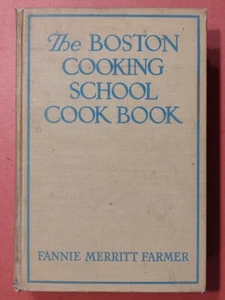 The BOSTON
COOKING
SCHOOL
COOK BOOK
FANNIE MERRITT FARMER